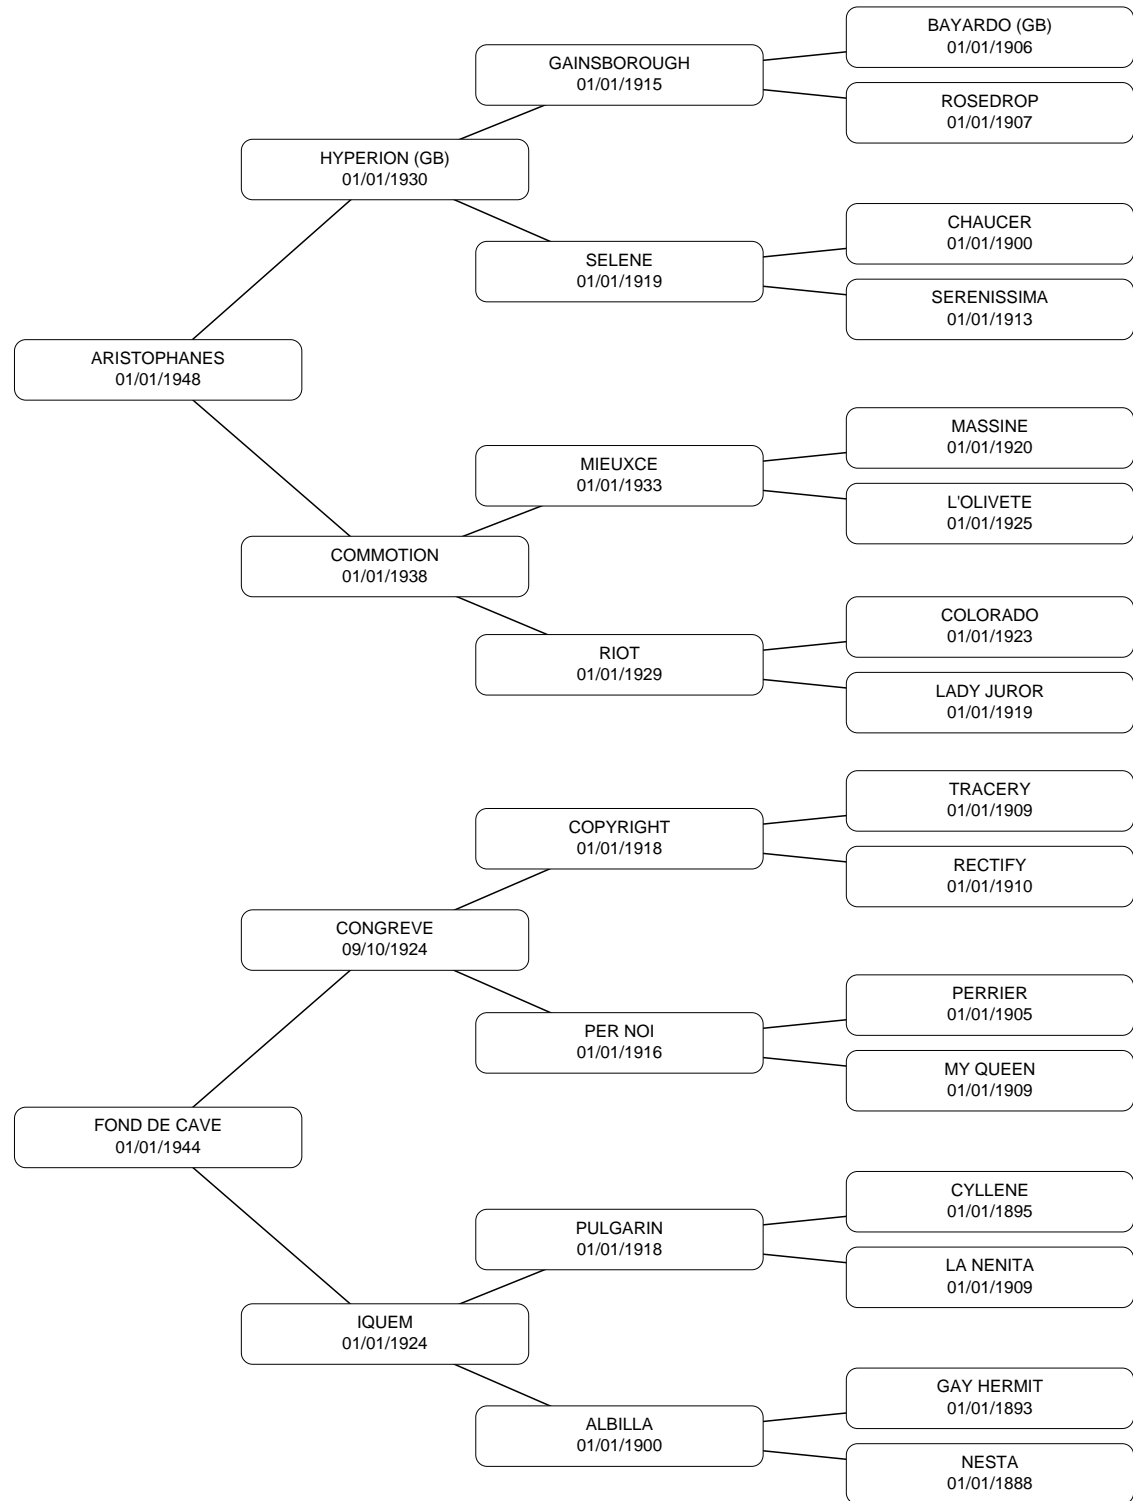 BAYARDO (GB)
01/01/1906
GAINSBOROUGH
01/01/1915
ROSEDROP
01/01/1907
HYPERION (GB)
01/01/1930
CHAUCER
01/01/1900
SELENE
01/01/1919
SERENISSIMA
01/01/1913
ARISTOPHANES
01/01/1948
MASSINE
01/01/1920
MIEUXCE
01/01/1933
L'OLIVETE
01/01/1925
COMMOTION
01/01/1938
COLORADO
01/01/1923
RIOT
01/01/1929
LADY JUROR
01/01/1919
TRACERY
01/01/1909
COPYRIGHT
01/01/1918
RECTIFY
01/01/1910
CONGREVE
09/10/1924
PERRIER
01/01/1905
PER NOI
01/01/1916
MY QUEEN
01/01/1909
FOND DE CAVE
01/01/1944
CYLLENE
01/01/1895
PULGARIN
01/01/1918
LA NENITA
01/01/1909
IQUEM
01/01/1924
GAY HERMIT
01/01/1893
ALBILLA
01/01/1900
NESTA
01/01/1888